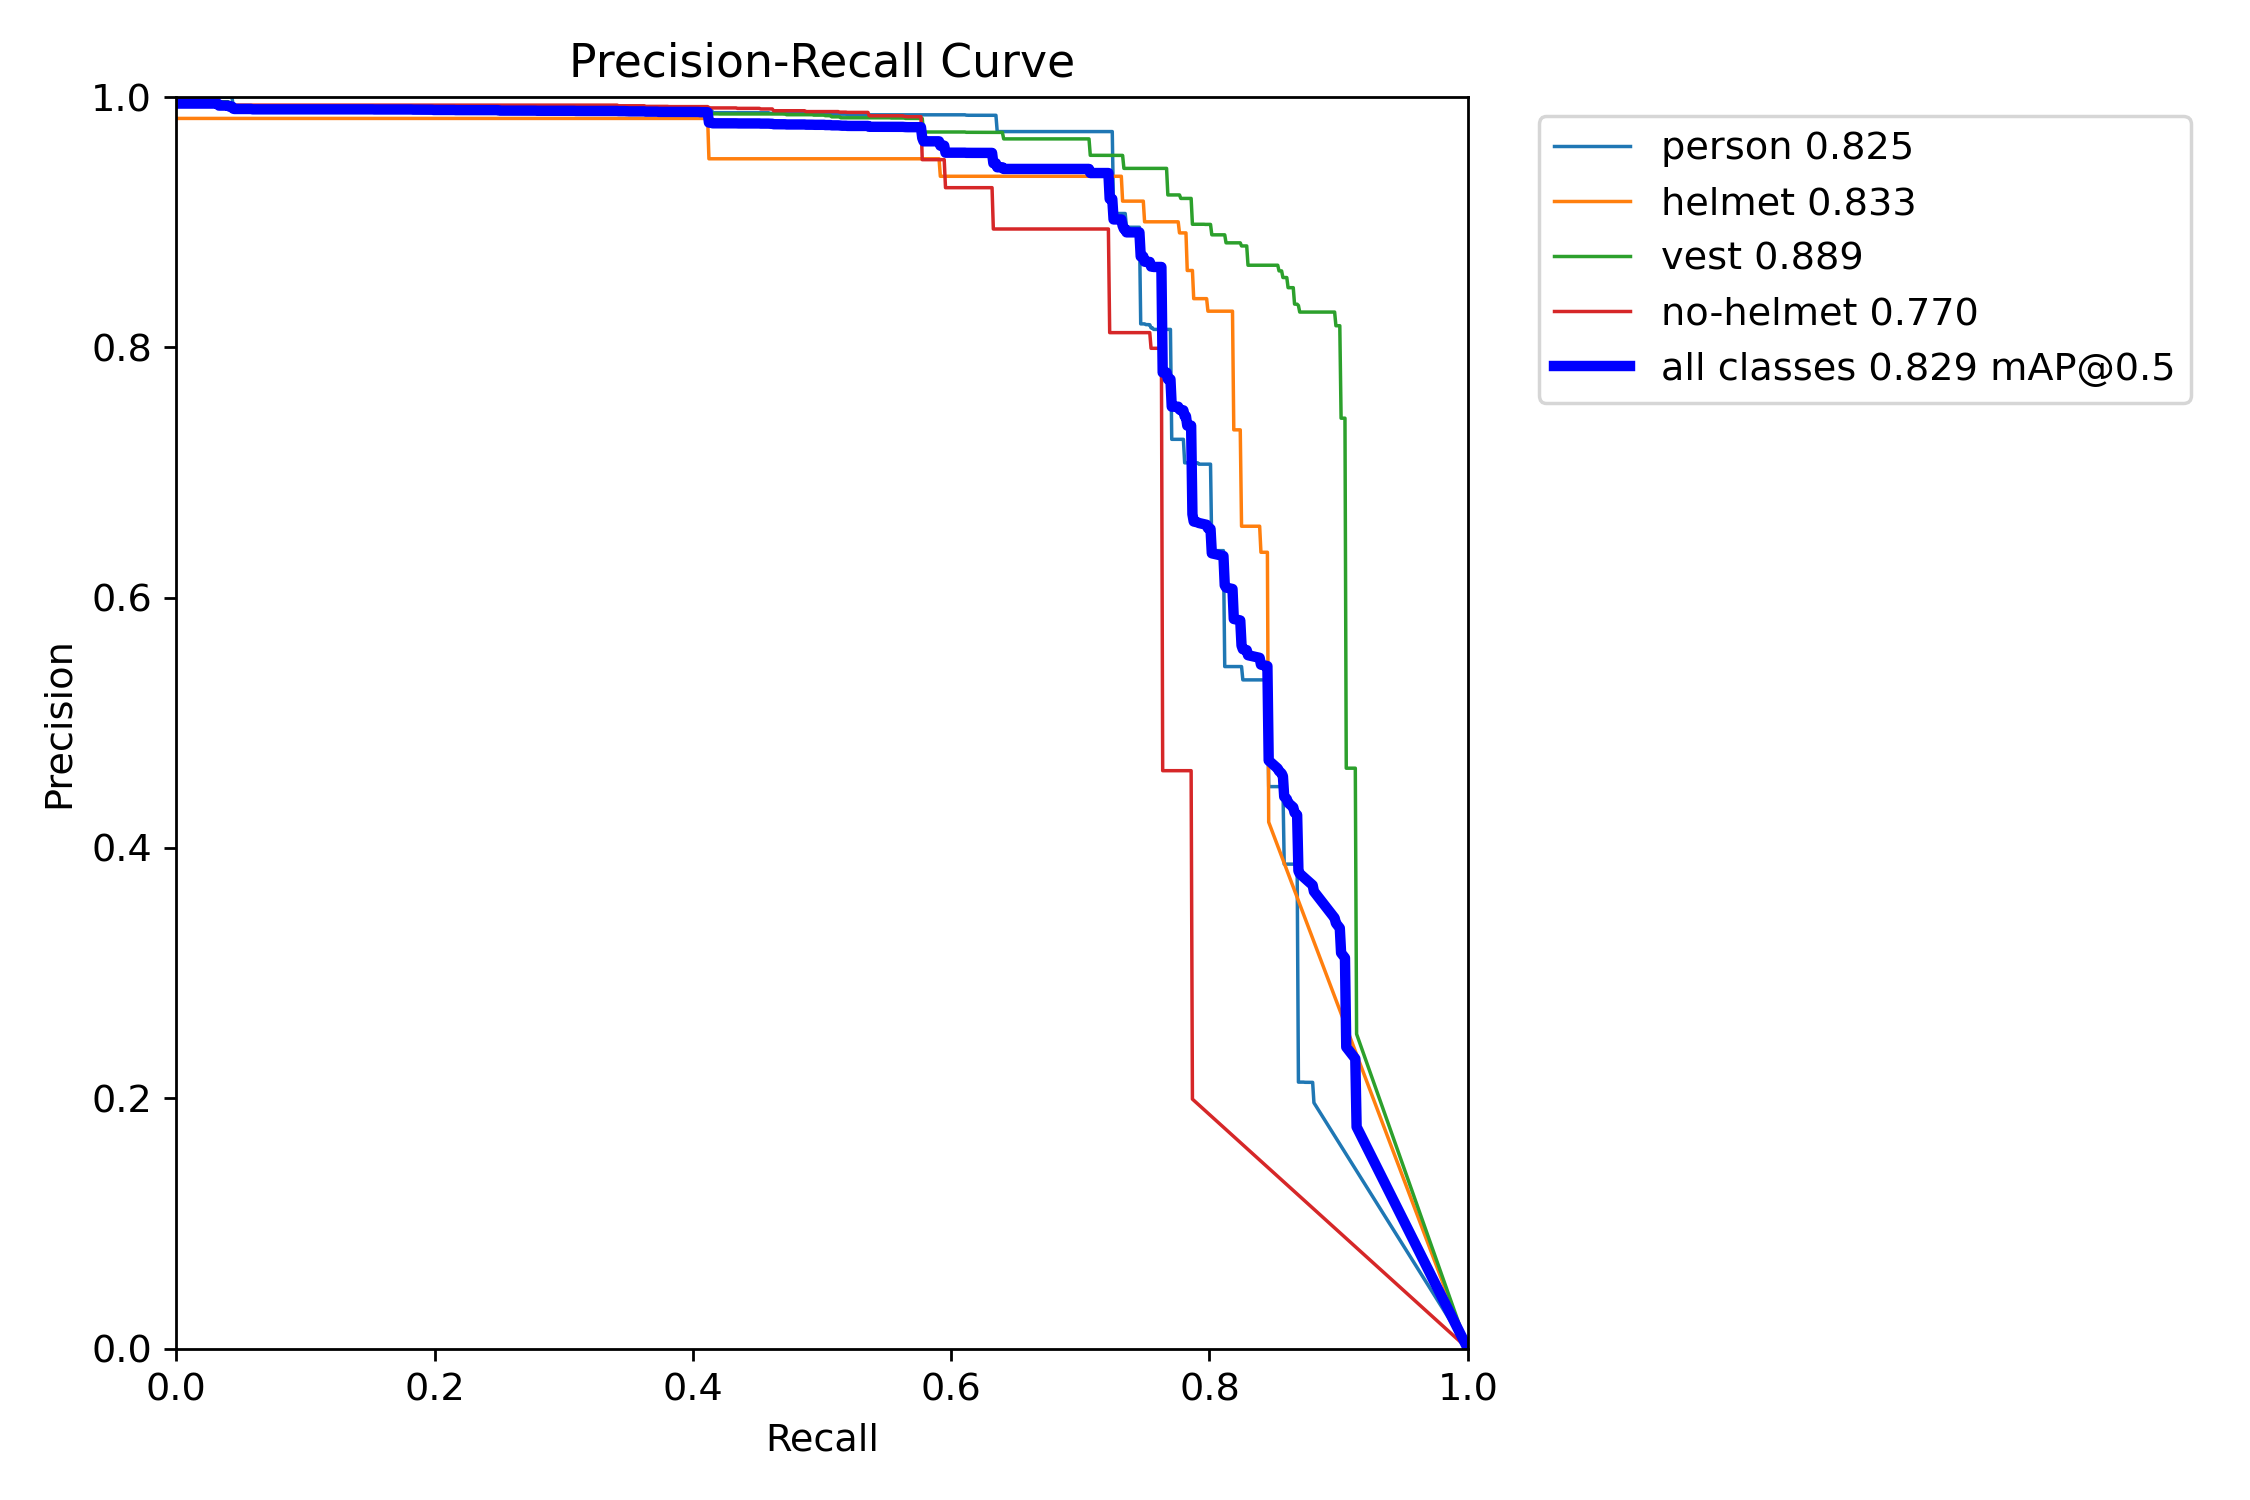 Precision-Recall Curve
1.0
0.8
0.6
0.4
0.2
0.0
Precision
0.0 0.2 0.4 0.6 0.8 1.0
Recall
person 0.825
helmet 0.833
vest 0.889
no-helmet 0.770
all classes 0.829 mAP@0.5